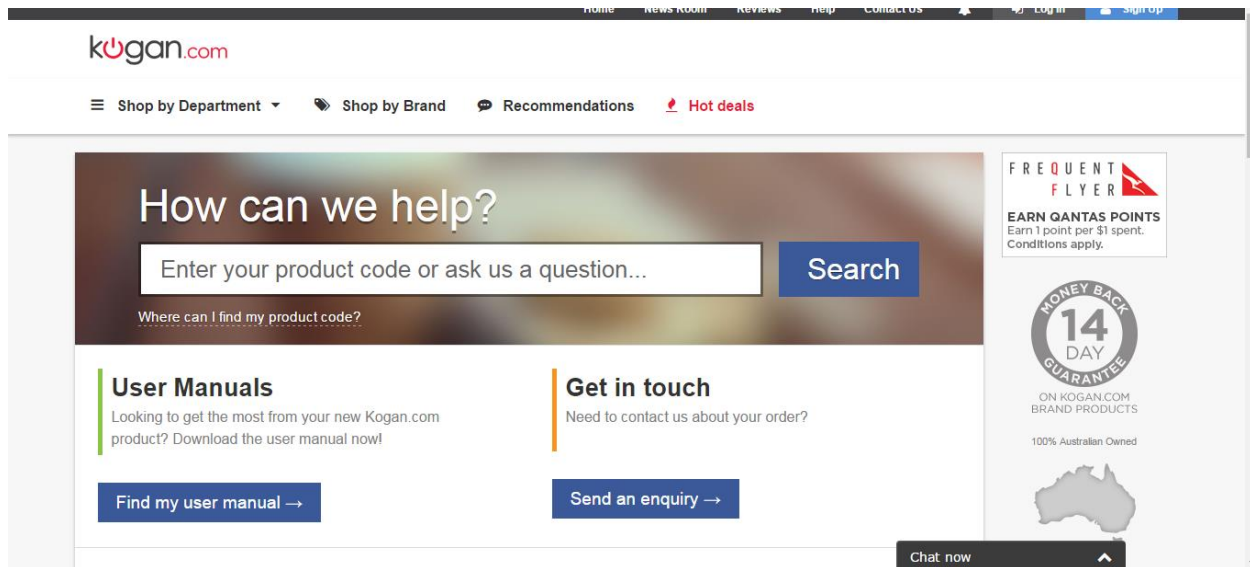 Home News Room Reviews Help Contact Us Log In Sign Up
kogan.com
Shop by Department Shop by Brand Recommendations Hot deals
How can we help?
Enter your product code or ask us a question... Search
Where can I find my product code?
User Manuals
Looking to get the most from your new Kogan.com
product? Download the user manual now!
Find my user manual →
Get in touch
Need to contact us about your order?
Send an enquiry →
FREQUENT
FLYER
EARN QANTAS POINTS
Earn 1 point per $1 spent.
Conditions apply.
MONEY BACK
14
DAY
GUARANTEE
ON KOGAN.COM
BRAND PRODUCTS
100% Australian Owned
Chat now